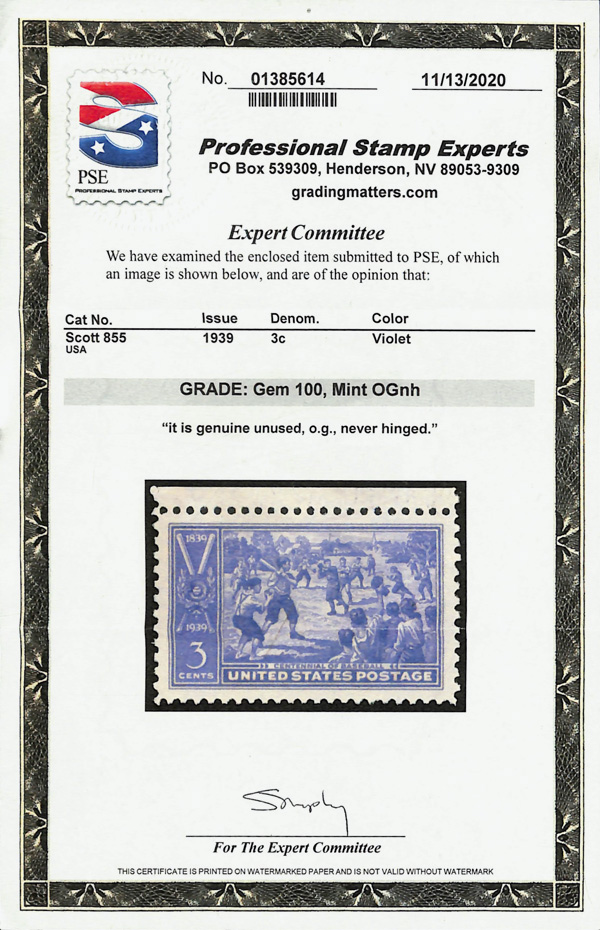 No. 01385614
11/13/2020
PSE
PROFESSIONAL STAMP EXPERTS
Professional Stamp Experts
PO Box 539309, Henderson, NV 89053-9309
gradingmatters.com
Expert Committee
We have examined the enclosed item submitted to PSE, of which
an image is shown below, and are of the opinion that:
Cat No. Issue Denom. Color
Scott 855 1939 3c Violet
USA
GRADE: Gem 100, Mint OGnh
“it is genuine unused, o.g., never hinged.”
1839
1939
3
CENTS
CENTENNIAL OF BASEBALL
UNITED STATES POSTAGE
For The Expert Committee
THIS CERTIFICATE IS PRINTED ON WATERMARKED PAPER AND IS NOT VALID WITHOUT WATERMARK